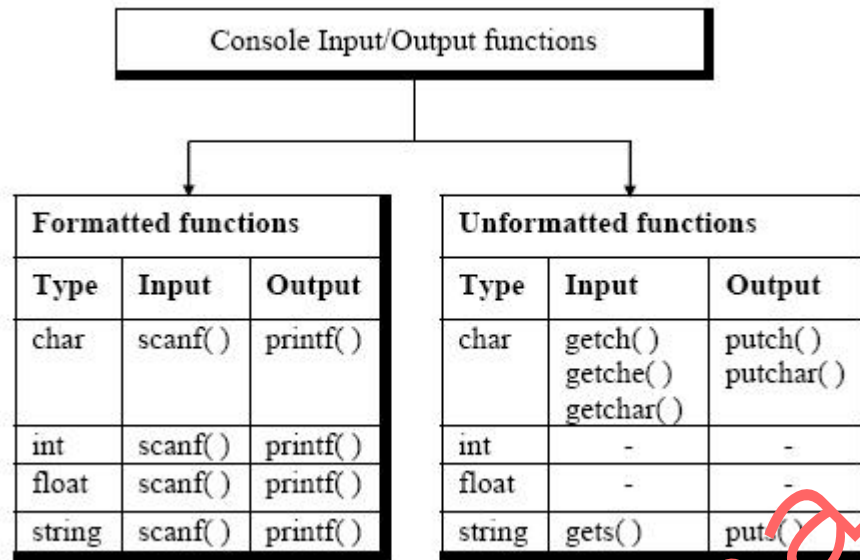 Console Input/Output functions
Formatted functions
Type Input Output
char scanf( ) printf( )
int scanf( ) printf( )
float scanf( ) printf( )
string scanf( ) printf( )
Unformatted functions
Type Input Output
char getch( ) putch( )
getche( ) putchar( )
getchar( )
int - -
float - -
string gets( ) puts( )